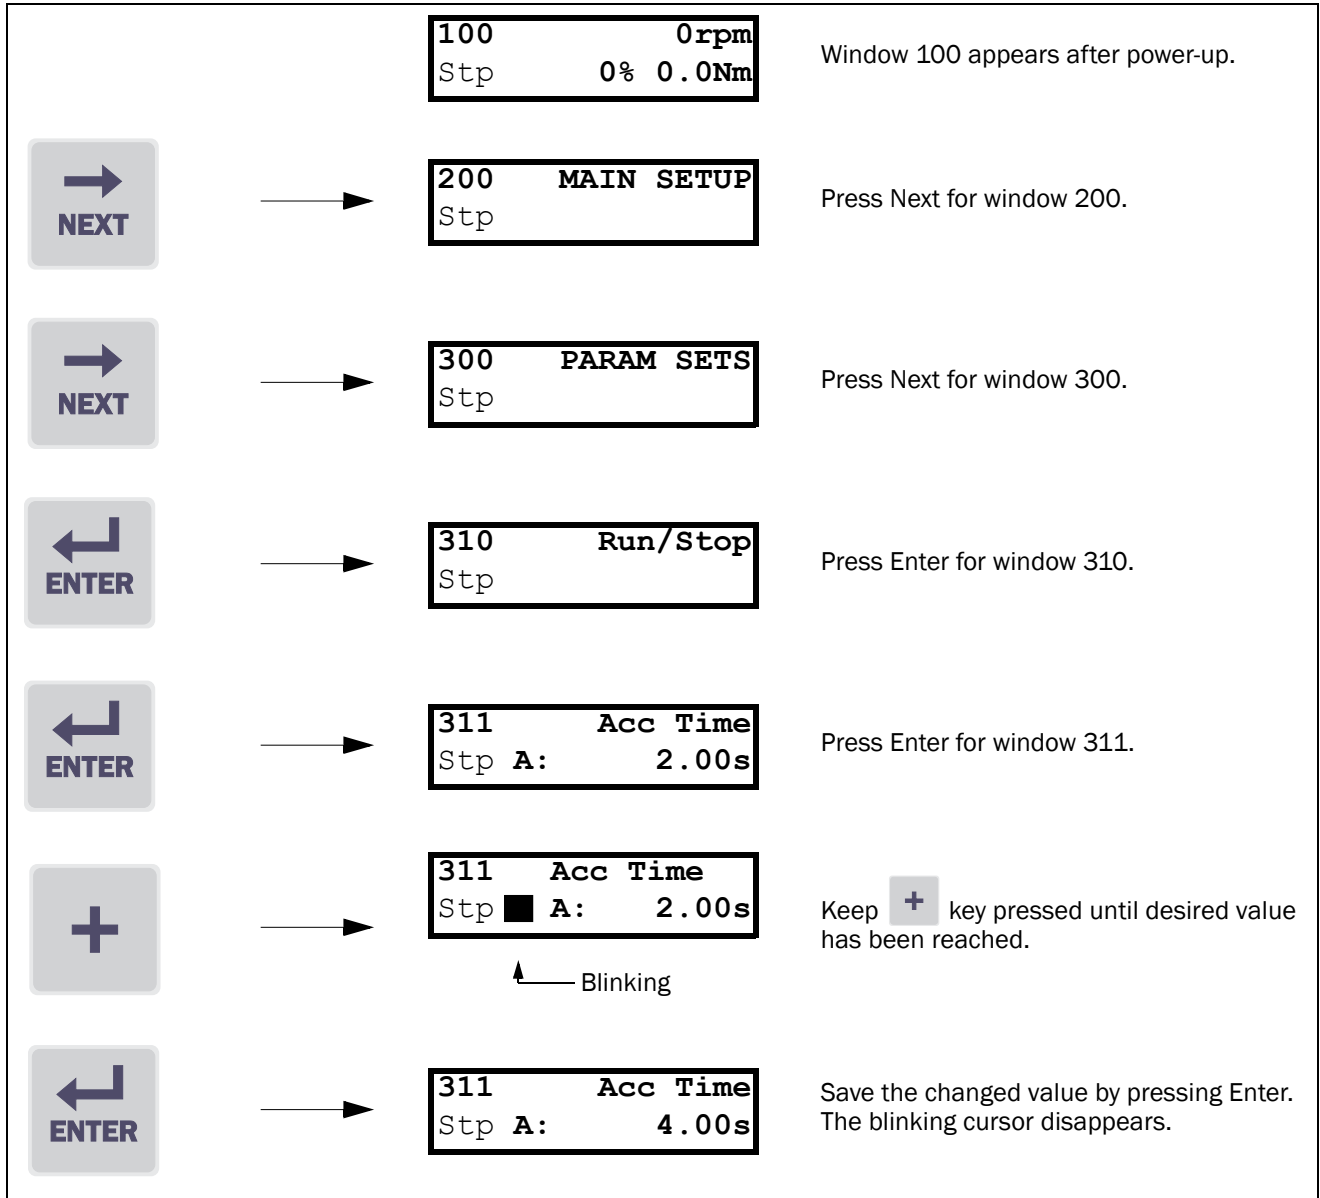 100 0rpm
Stp 0% 0.0Nm
Window 100 appears after power-up.
NEXT
200 MAIN SETUP
Stp
Press Next for window 200.
NEXT
300 PARAM SETS
Stp
Press Next for window 300.
ENTER
310 Run/Stop
Stp
Press Enter for window 310.
ENTER
311 Acc Time
Stp A: 2.00s
Press Enter for window 311.
+
311 Acc Time
Stp A: 2.00s
Blinking
Keep + key pressed until desired value
has been reached.
ENTER
311 Acc Time
Stp A: 4.00s
Save the changed value by pressing Enter.
The blinking cursor disappears.